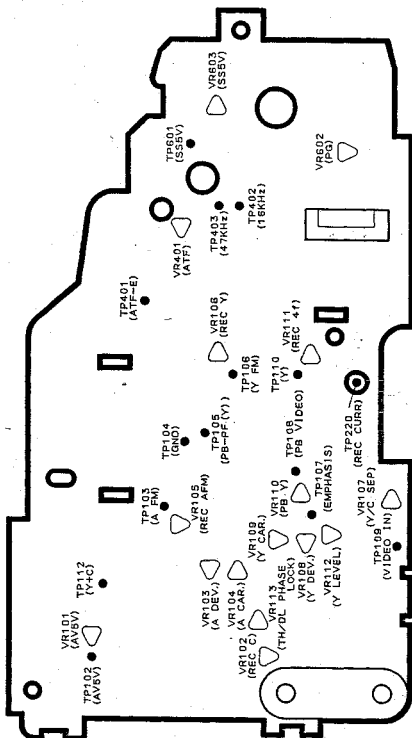 VR603
(SS5V)
TP601
(SS5V)
VR602
(PG)
TP402
(16KHz)
TP403
(47KHz)
VR401
(ATF)
TP401
(ATF-E)
VR108
(REC Y)
VR111
(REC 4f)
TP106
(Y FM)
TP110
(Y)
TP105
(PB-PF(Y))
TP104
(GND)
TP108
(PB VIDEO)
TP220
(REC CURR)
TP103
(A FM)
VR105
(REC AFM)
VR110
(PB Y)
TP107
(EMPHASIS)
VR107
(Y/C SEP)
TP109
(VIDEO IN)
VR109
(Y CAR.)
VR108
(Y DEV.)
VR112
(Y LEVEL)
VR103
(A DEV.)
VR104
(A CAR.)
VR113
(TH/DL PHASE
LOCK)
VR102
(REC C)
TP112
(Y+C)
VR101
(AV5V)
TP102
(AV5V)